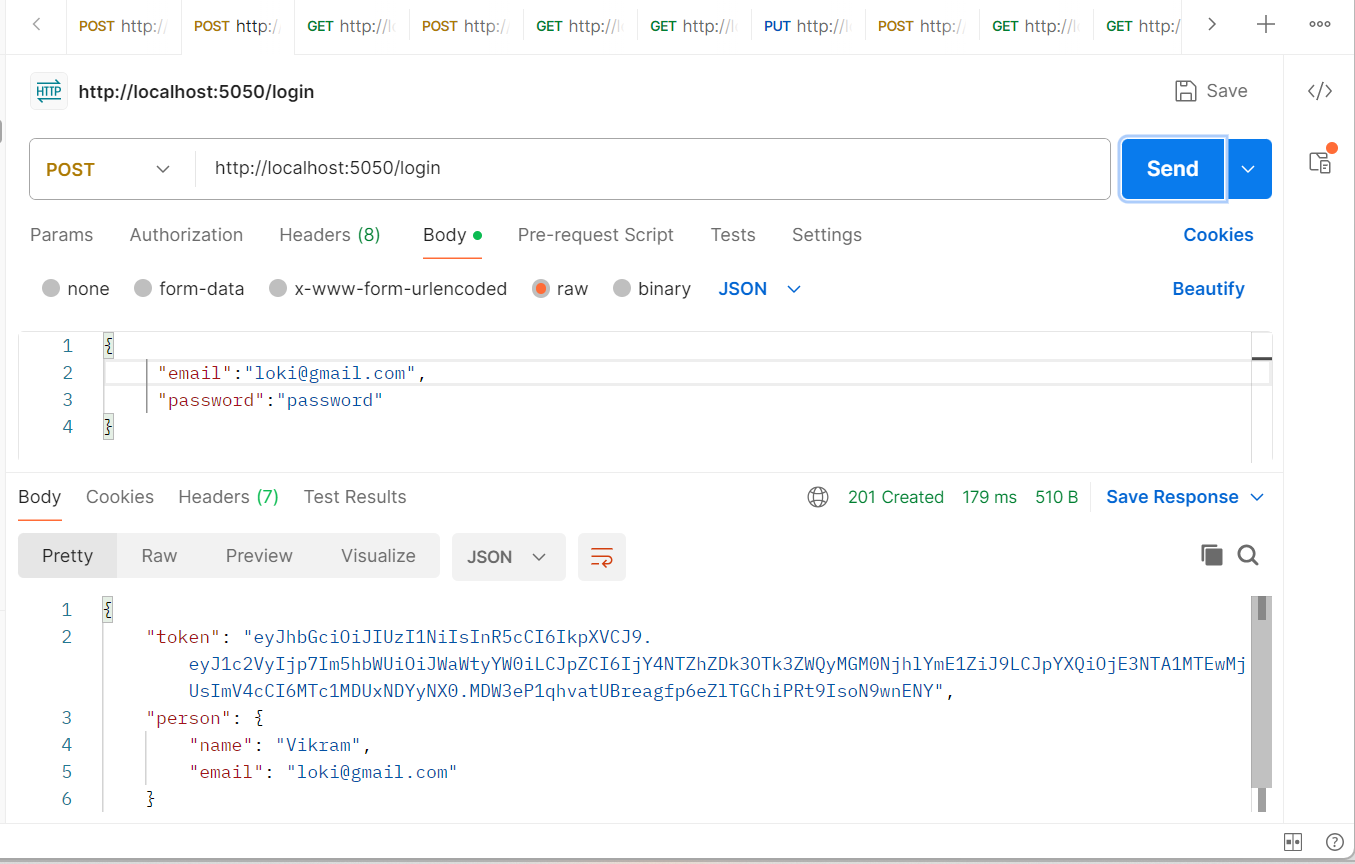 POST http:/
POST http:/
GET http://l
POST http:/
GET http://l
GET http://l
PUT http://l
POST http:/
GET http://l
GET http:/
HTTP http://localhost:5050/login
Save
</>
POST http://localhost:5050/login
Send
Params Authorization Headers (8) Body Pre-request Script Tests Settings Cookies
none form-data x-www-form-urlencoded raw binary JSON Beautify
1 {
2 "email":"loki@gmail.com",
3 "password":"password"
4 }
Body Cookies Headers (7) Test Results 201 Created 179 ms 510 B Save Response
Pretty Raw Preview Visualize JSON
1 {
2 "token": "eyJhbGciOiJIUzI1NiIsInR5cCI6IkpXVCJ9.
eyJ1c2VyIjp7Im5hbWUiOiJWaWtyYW0iLCJpZCI6IjY4NTZhZDk3OTk3ZWQyMGM0NjhlYmE1ZiJ9LCJpYXQiOjE3NTA1MTEwMj
UsImV4cCI6MTc1MDUxNDYyNX0.MDW3eP1qhvatUBreagfp6eZlTGChiPRt9IsoN9wnENY",
3 "person": {
4 "name": "Vikram",
5 "email": "loki@gmail.com"
6 }